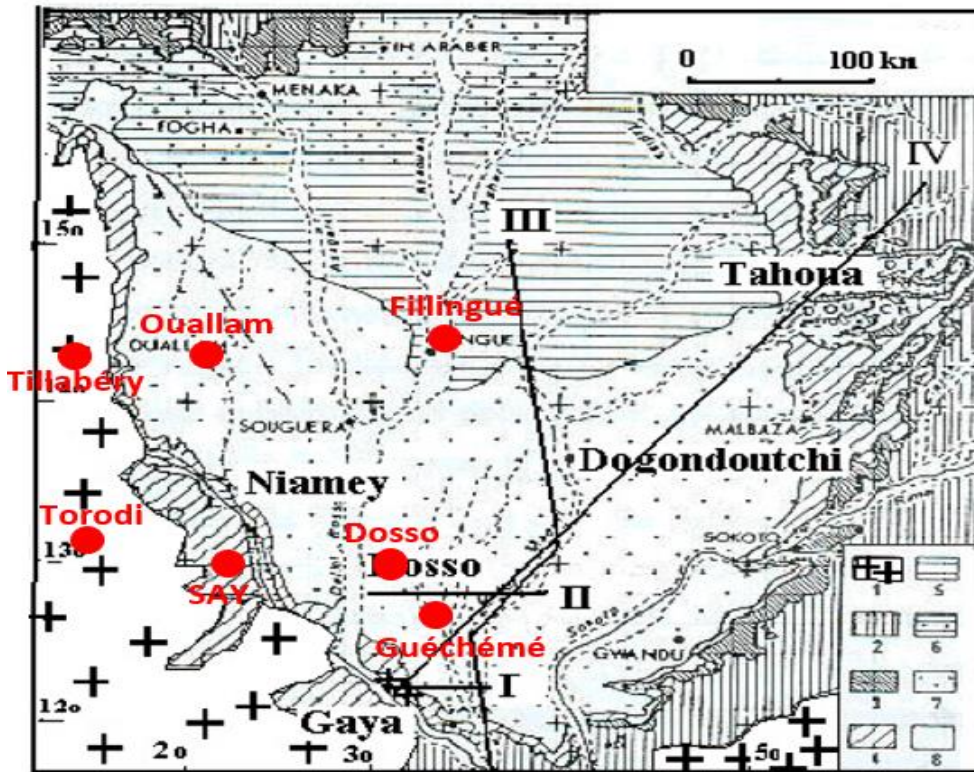 IN ARABER
0 100 km
MENAKA
FOGHA
IV
15o
III
Tahoua
Fillingué
Ouallam
NGUE
Tillabéry
SOUGUERA
MALBAZA
Niamey
Dogondoutchi
Torodi
Dosso
13o
SOKOTO
Dosso
SAY
II
Guéchémé
Sokoto
GWANDU
I
12o
Gaya
2o
3o
5o
1
5
2
6
3
7
4
8